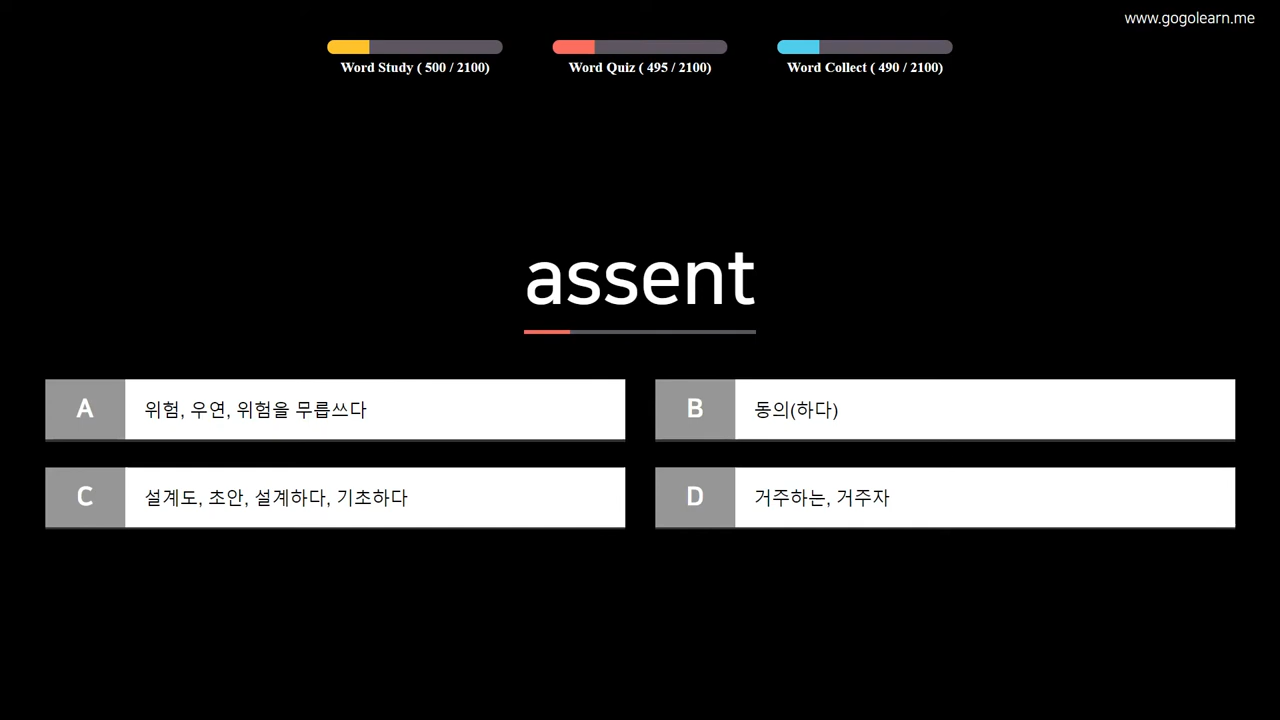 www.gogolearn.me
Word Study ( 500 / 2100)
Word Quiz ( 495 / 2100)
Word Collect ( 490 / 2100)
assent
A 위험, 우연, 위험을 무릅쓰다
B 동의(하다)
C 설계도, 초안, 설계하다, 기초하다
D 거주하는, 거주자